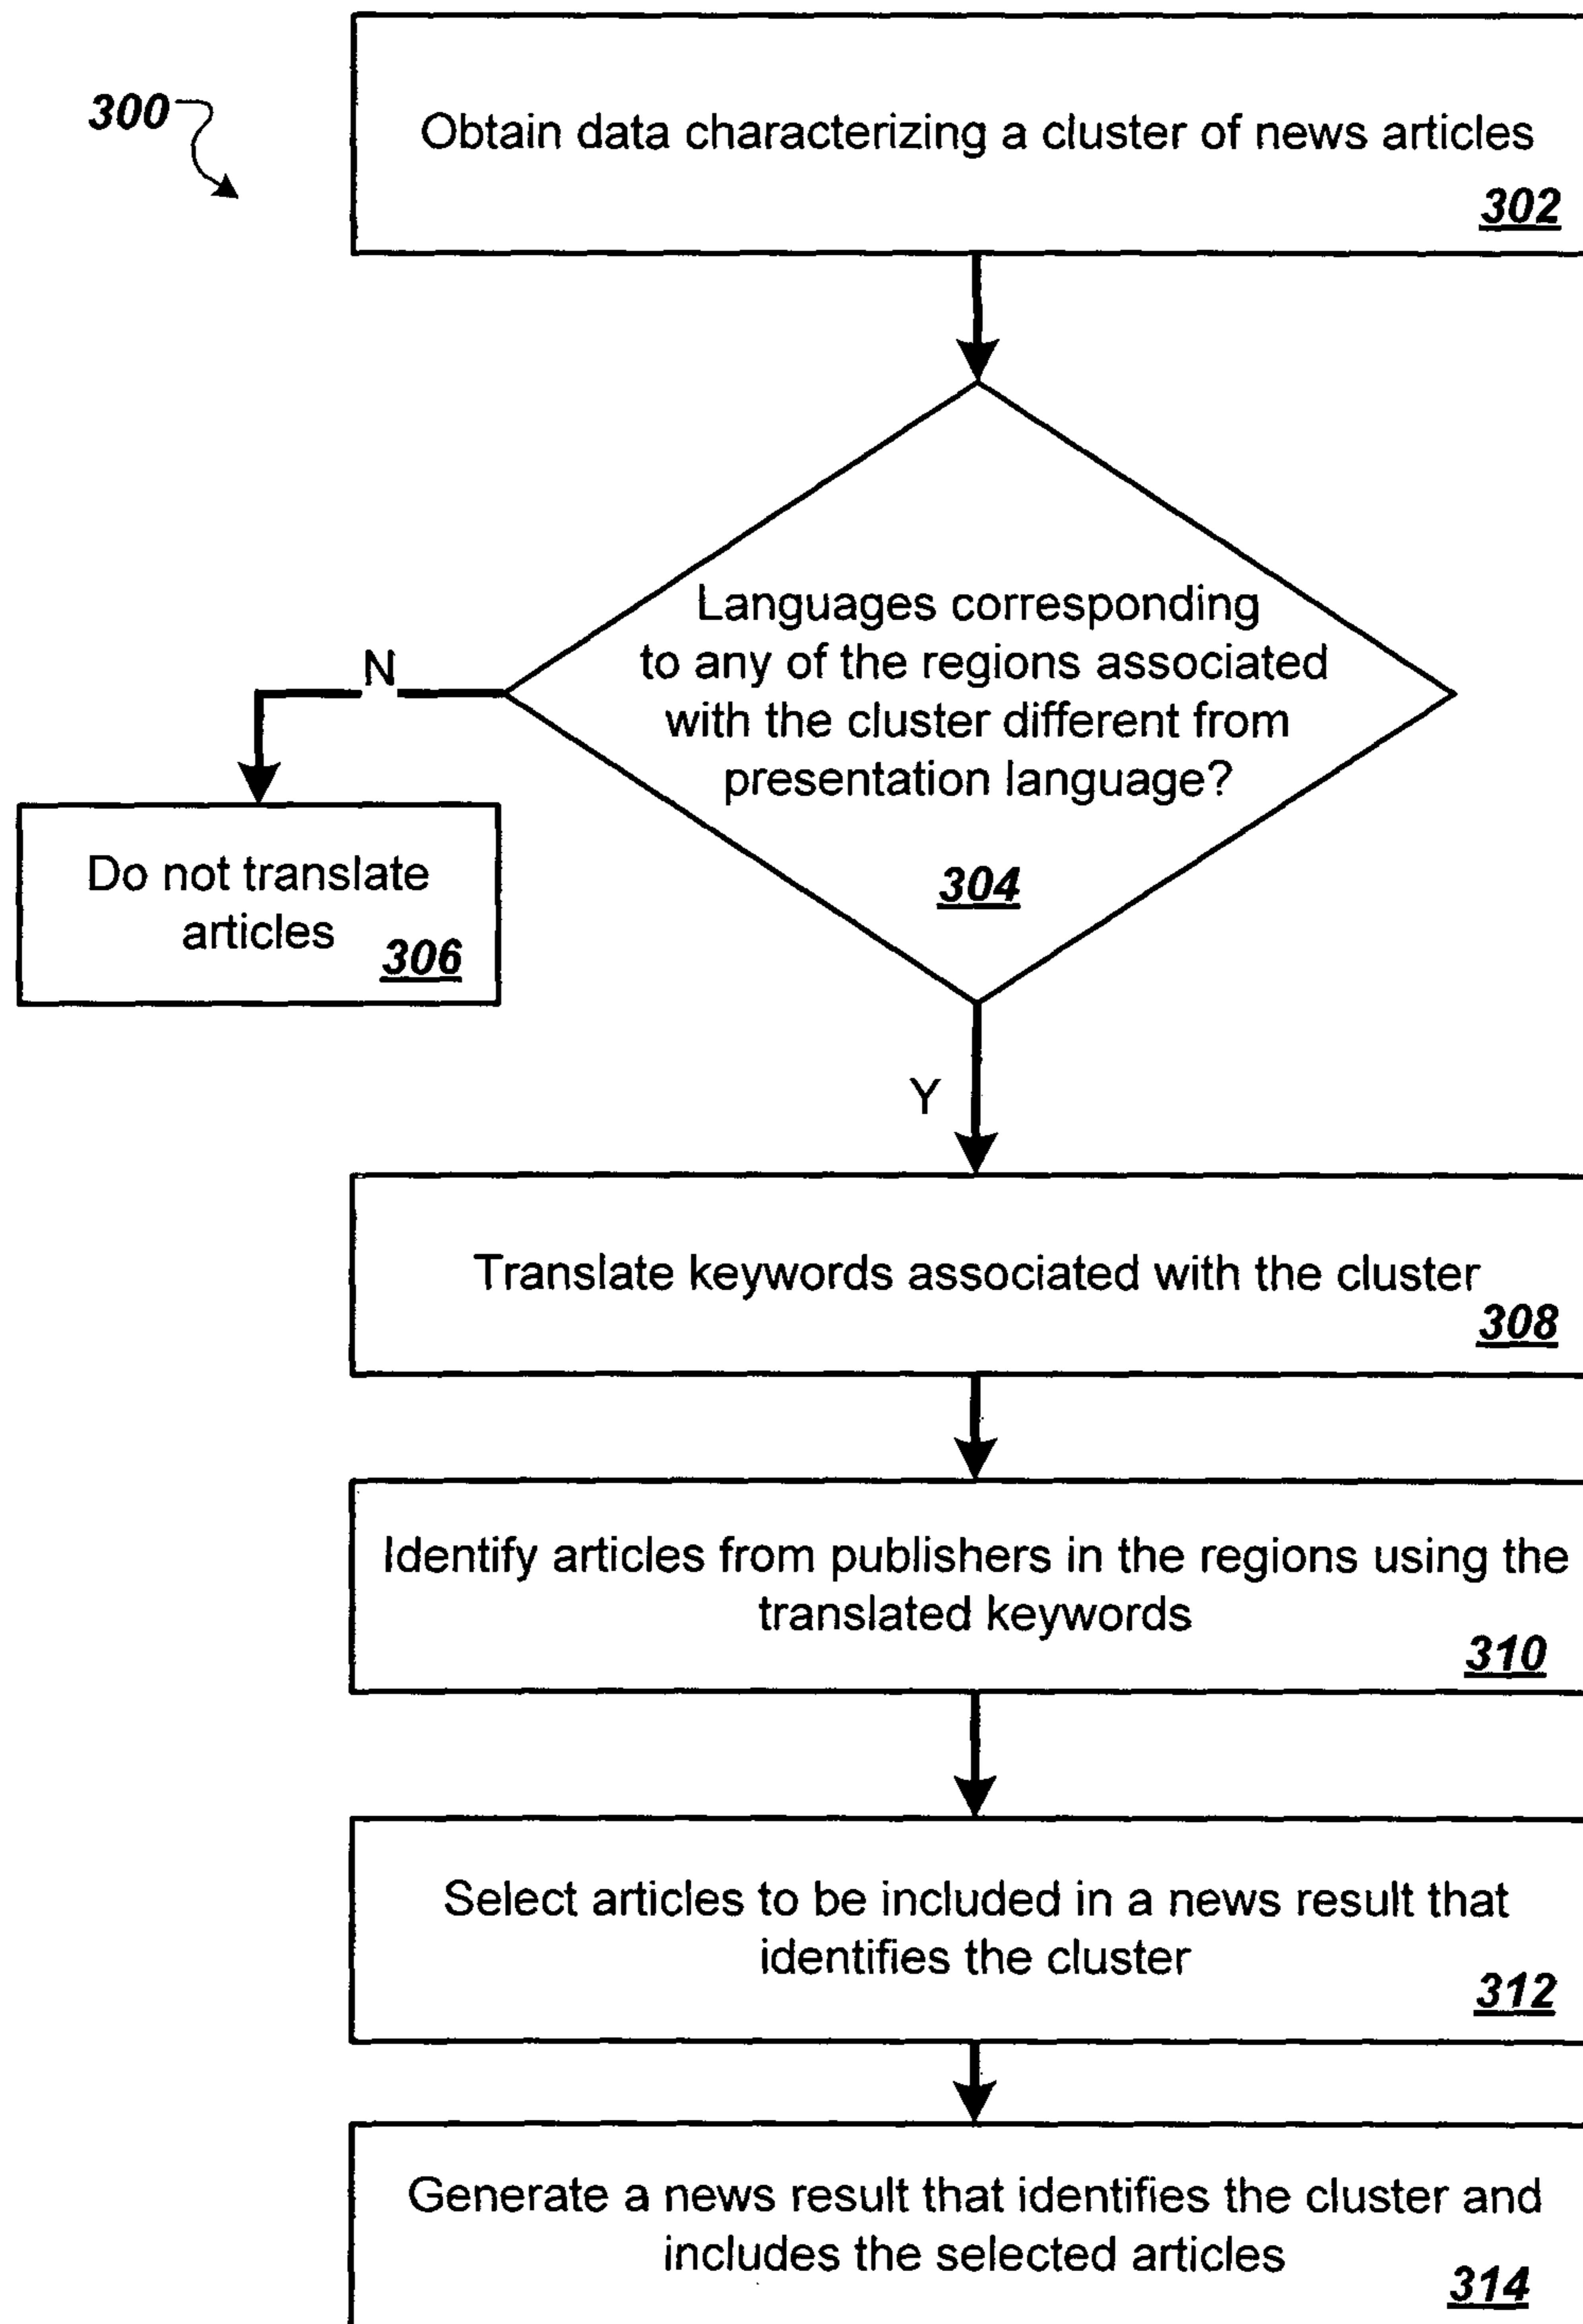 300
Obtain data characterizing a cluster of news articles
302
Languages corresponding
to any of the regions associated
with the cluster different from
presentation language?
304
N
Do not translate
articles
306
Y
Translate keywords associated with the cluster
308
Identify articles from publishers in the regions using the
translated keywords
310
Select articles to be included in a news result that
identifies the cluster
312
Generate a news result that identifies the cluster and
includes the selected articles
314